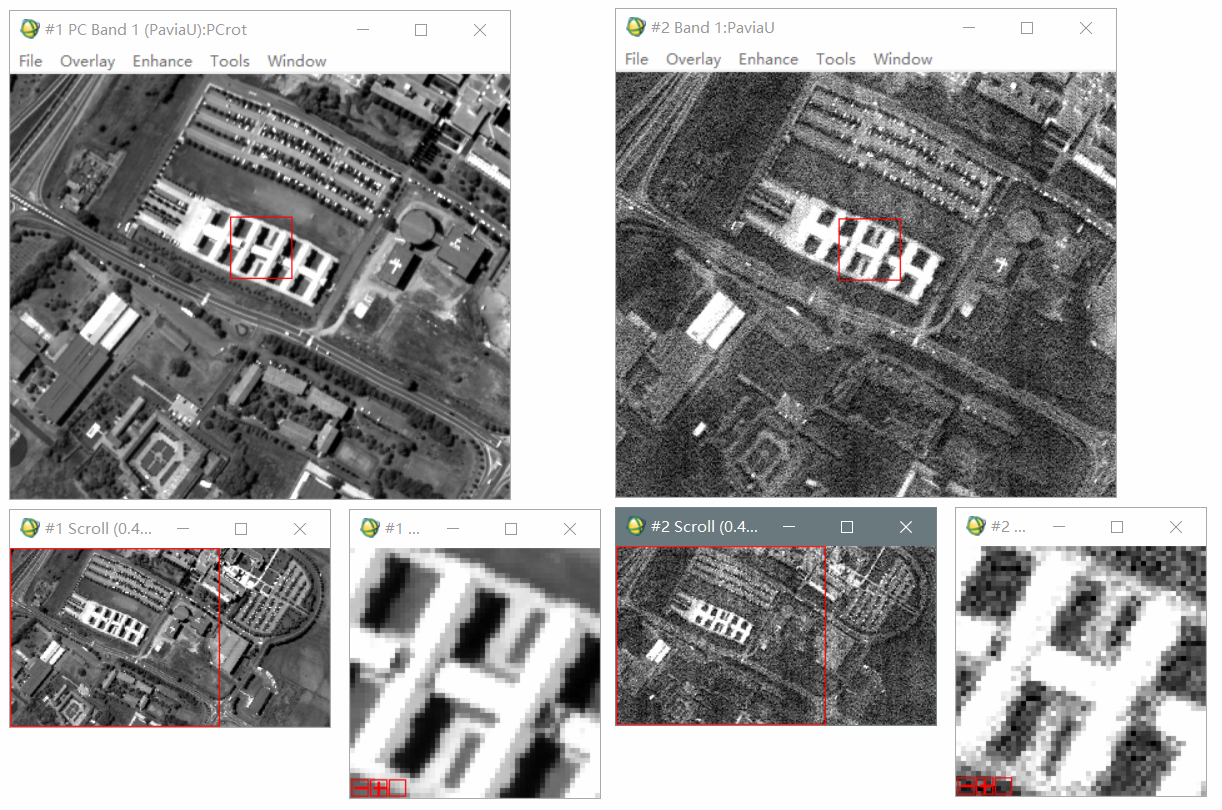 #1 PC Band 1 (PaviaU):PCrot
File Overlay Enhance Tools Window
#2 Band 1:PaviaU
File Overlay Enhance Tools Window
#1 Scroll (0.4...
#1 ...
#2 Scroll (0.4...
#2 ...